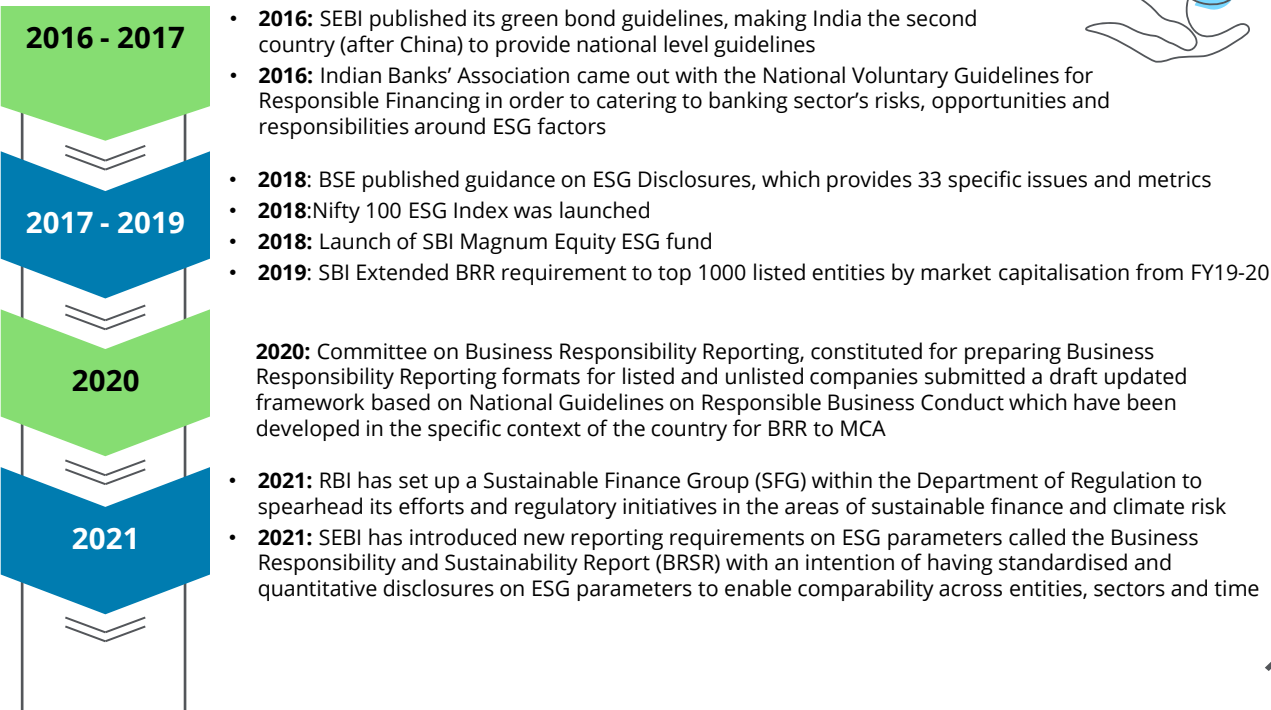 2016 - 2017
• 2016: SEBI published its green bond guidelines, making India the second
country (after China) to provide national level guidelines
• 2016: Indian Banks’ Association came out with the National Voluntary Guidelines for
Responsible Financing in order to catering to banking sector’s risks, opportunities and
responsibilities around ESG factors
2017 - 2019
• 2018: BSE published guidance on ESG Disclosures, which provides 33 specific issues and metrics
• 2018:Nifty 100 ESG Index was launched
• 2018: Launch of SBI Magnum Equity ESG fund
• 2019: SBI Extended BRR requirement to top 1000 listed entities by market capitalisation from FY19-20
2020
2020: Committee on Business Responsibility Reporting, constituted for preparing Business
Responsibility Reporting formats for listed and unlisted companies submitted a draft updated
framework based on National Guidelines on Responsible Business Conduct which have been
developed in the specific context of the country for BRR to MCA
2021
• 2021: RBI has set up a Sustainable Finance Group (SFG) within the Department of Regulation to
spearhead its efforts and regulatory initiatives in the areas of sustainable finance and climate risk
• 2021: SEBI has introduced new reporting requirements on ESG parameters called the Business
Responsibility and Sustainability Report (BRSR) with an intention of having standardised and
quantitative disclosures on ESG parameters to enable comparability across entities, sectors and time